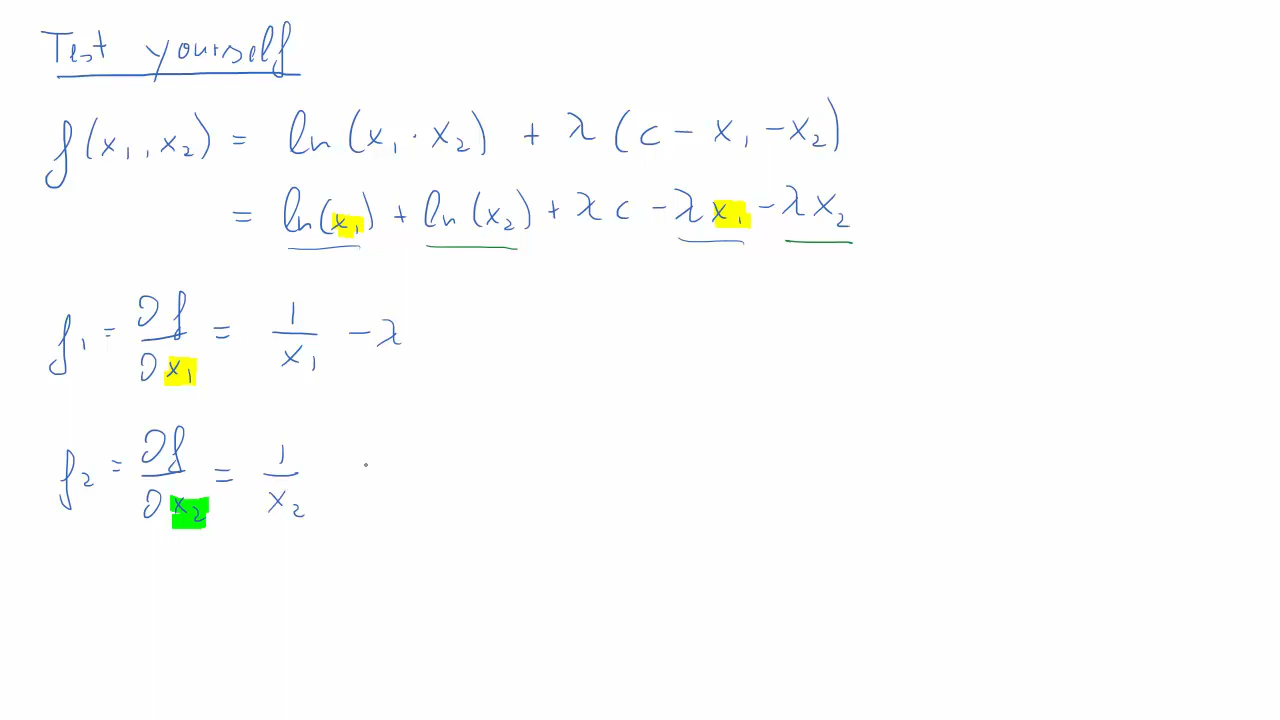 Test yourself
f(x₁, x₂) = ln(x₁ · x₂) + λ(c − x₁ − x₂)
= ln(x₁) + ln(x₂) + λc − λx₁ − λx₂
f₁ = ∂f/∂x₁ = 1/x₁ − λ
f₂ = ∂f/∂x₂ = 1/x₂